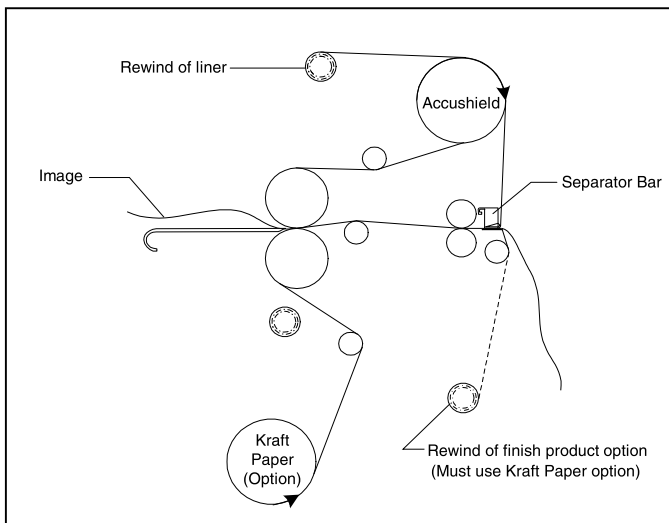 Rewind of liner
Accushield
Image
Separator Bar
Kraft
Paper
(Option)
Rewind of finish product option
(Must use Kraft Paper option)